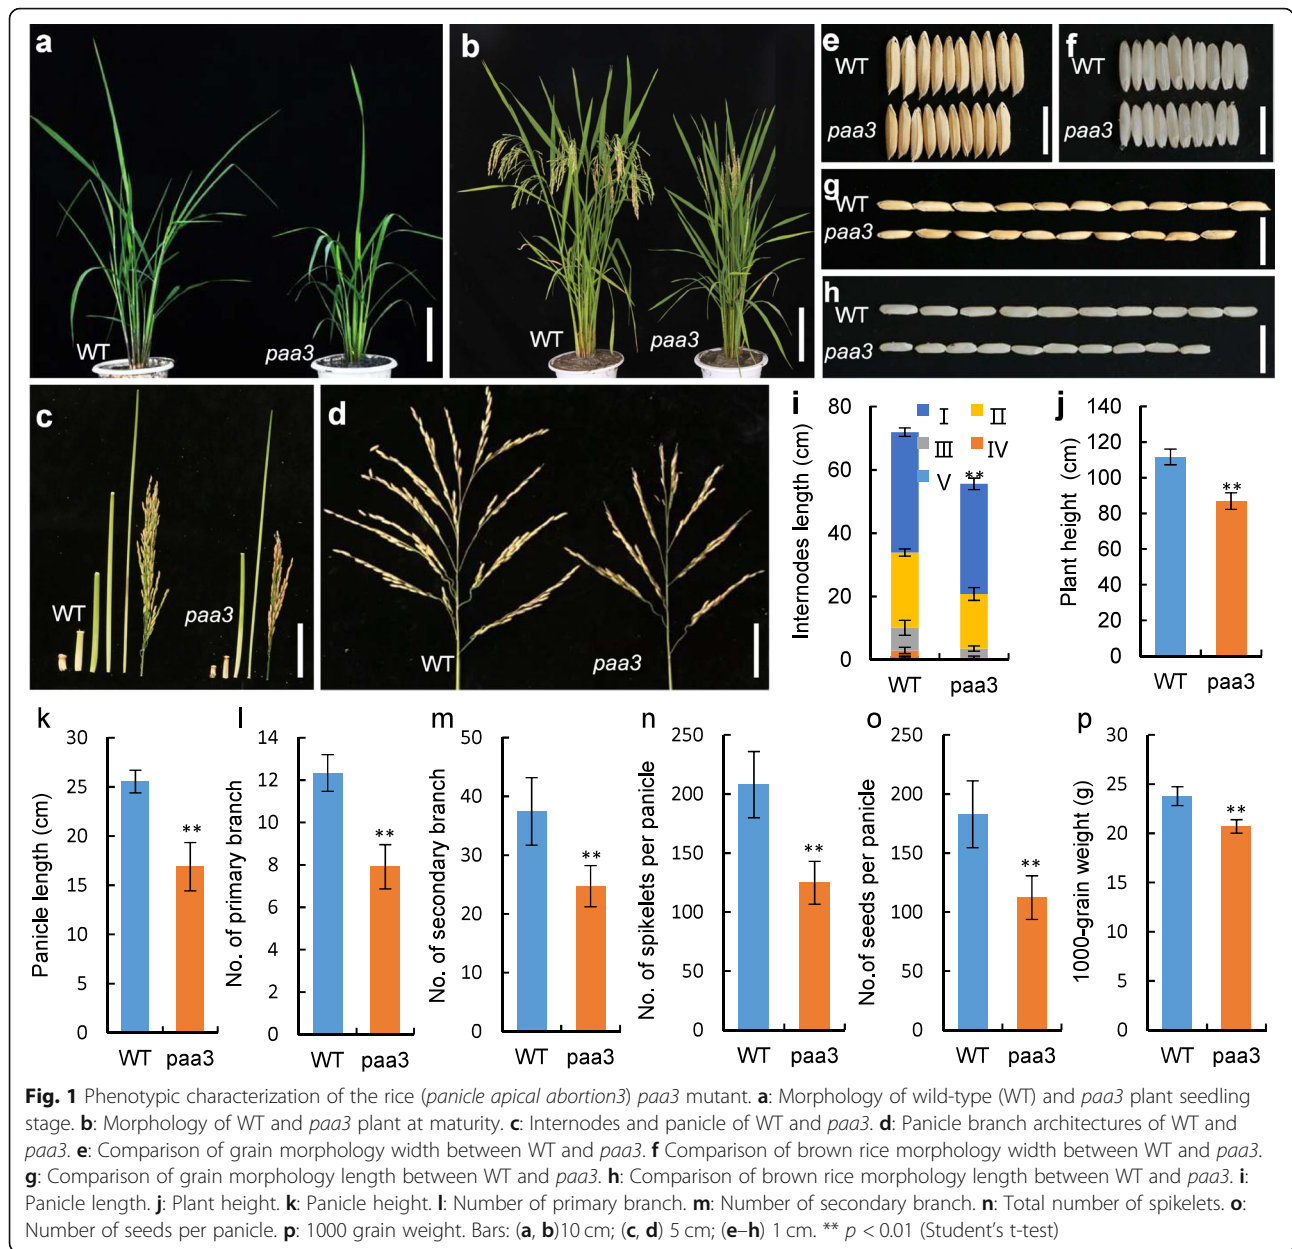 a
WT
paa3
b
WT
paa3
e
WT
paa3
f
WT
paa3
g
WT
paa3
h
WT
paa3
c
WT
paa3
d
WT
paa3
i
Internodes length (cm)
80
60
40
20
0
I II
III IV
V
**
WT paa3
j
Plant height (cm)
140
120
100
80
60
40
20
0
**
WT paa3
k
Panicle length (cm)
30
25
20
15
10
5
0
**
WT paa3
l
No. of primary branch
14
12
10
8
6
4
2
0
**
WT paa3
m
No. of secondary branch
50
40
30
20
10
0
**
WT paa3
n
No. of spikelets per panicle
250
200
150
100
50
0
**
WT paa3
o
No.of seeds per panicle
250
200
150
100
50
0
**
WT paa3
p
1000-grain weight (g)
30
25
20
15
10
5
0
**
WT paa3
Fig. 1 Phenotypic characterization of the rice (panicle apical abortion3) paa3 mutant. a: Morphology of wild-type (WT) and paa3 plant seedling
stage. b: Morphology of WT and paa3 plant at maturity. c: Internodes and panicle of WT and paa3. d: Panicle branch architectures of WT and
paa3. e: Comparison of grain morphology width between WT and paa3. f Comparison of brown rice morphology width between WT and paa3.
g: Comparison of grain morphology length between WT and paa3. h: Comparison of brown rice morphology length between WT and paa3. i:
Panicle length. j: Plant height. k: Panicle height. l: Number of primary branch. m: Number of secondary branch. n: Total number of spikelets. o:
Number of seeds per panicle. p: 1000 grain weight. Bars: (a, b)10 cm; (c, d) 5 cm; (e–h) 1 cm. ** p < 0.01 (Student's t-test)